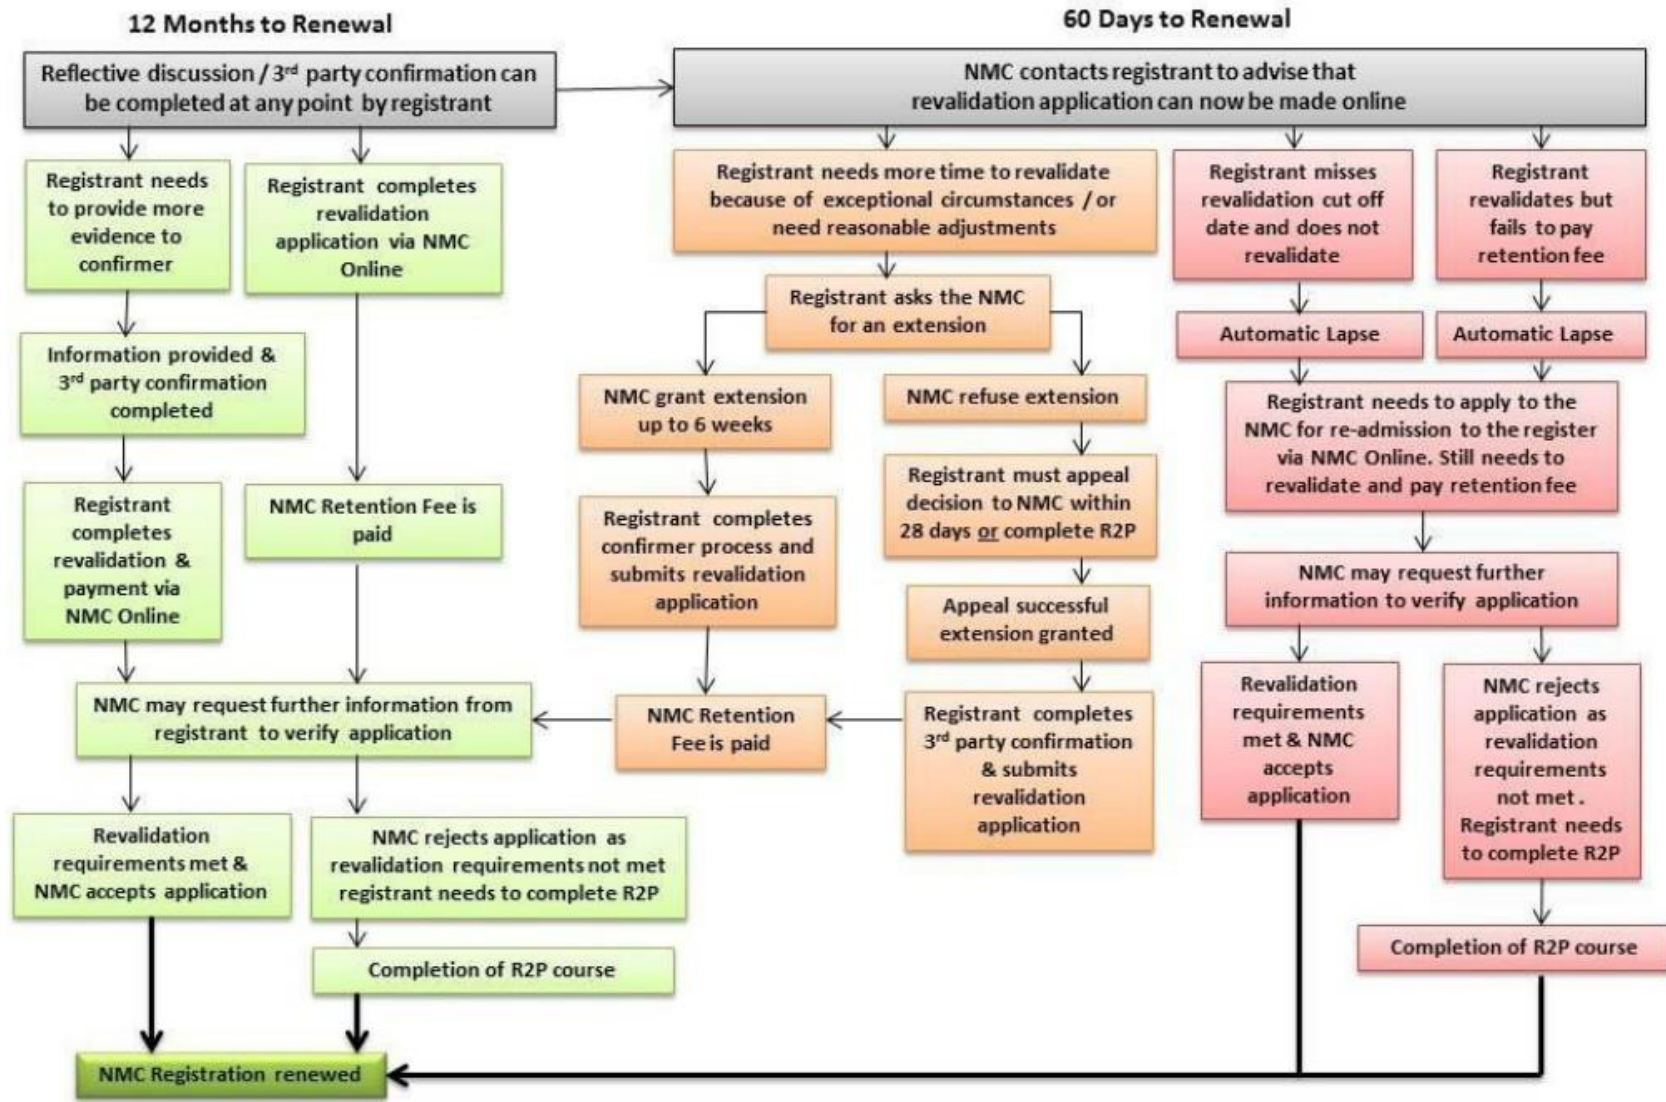 12 Months to Renewal
60 Days to Renewal
Reflective discussion / 3rd party confirmation can
be completed at any point by registrant
NMC contacts registrant to advise that
revalidation application can now be made online
Registrant needs
to provide more
evidence to
confirmer
Registrant completes
revalidation
application via NMC
Online
Registrant needs more time to revalidate
because of exceptional circumstances / or
need reasonable adjustments
Registrant misses
revalidation cut off
date and does not
revalidate
Registrant
revalidates but
fails to pay
retention fee
Registrant asks the NMC
for an extension
Automatic Lapse
Automatic Lapse
Information provided &
3rd party confirmation
completed
NMC grant extension
up to 6 weeks
NMC refuse extension
Registrant needs to apply to the
NMC for re-admission to the register
via NMC Online. Still needs to
revalidate and pay retention fee
Registrant
completes
revalidation &
payment via
NMC Online
NMC Retention Fee is
paid
Registrant completes
confirmer process and
submits revalidation
application
Registrant must appeal
decision to NMC within
28 days or complete R2P
NMC may request further
information to verify application
Appeal successful
extension granted
NMC may request further information from
registrant to verify application
NMC Retention
Fee is paid
Registrant completes
3rd party confirmation
& submits
revalidation
application
Revalidation
requirements
met & NMC
accepts
application
NMC rejects
application as
revalidation
requirements
not met .
Registrant needs
to complete R2P
Revalidation
requirements met &
NMC accepts application
NMC rejects application as
revalidation requirements not met
registrant needs to complete R2P
Completion of R2P course
Completion of R2P course
NMC Registration renewed